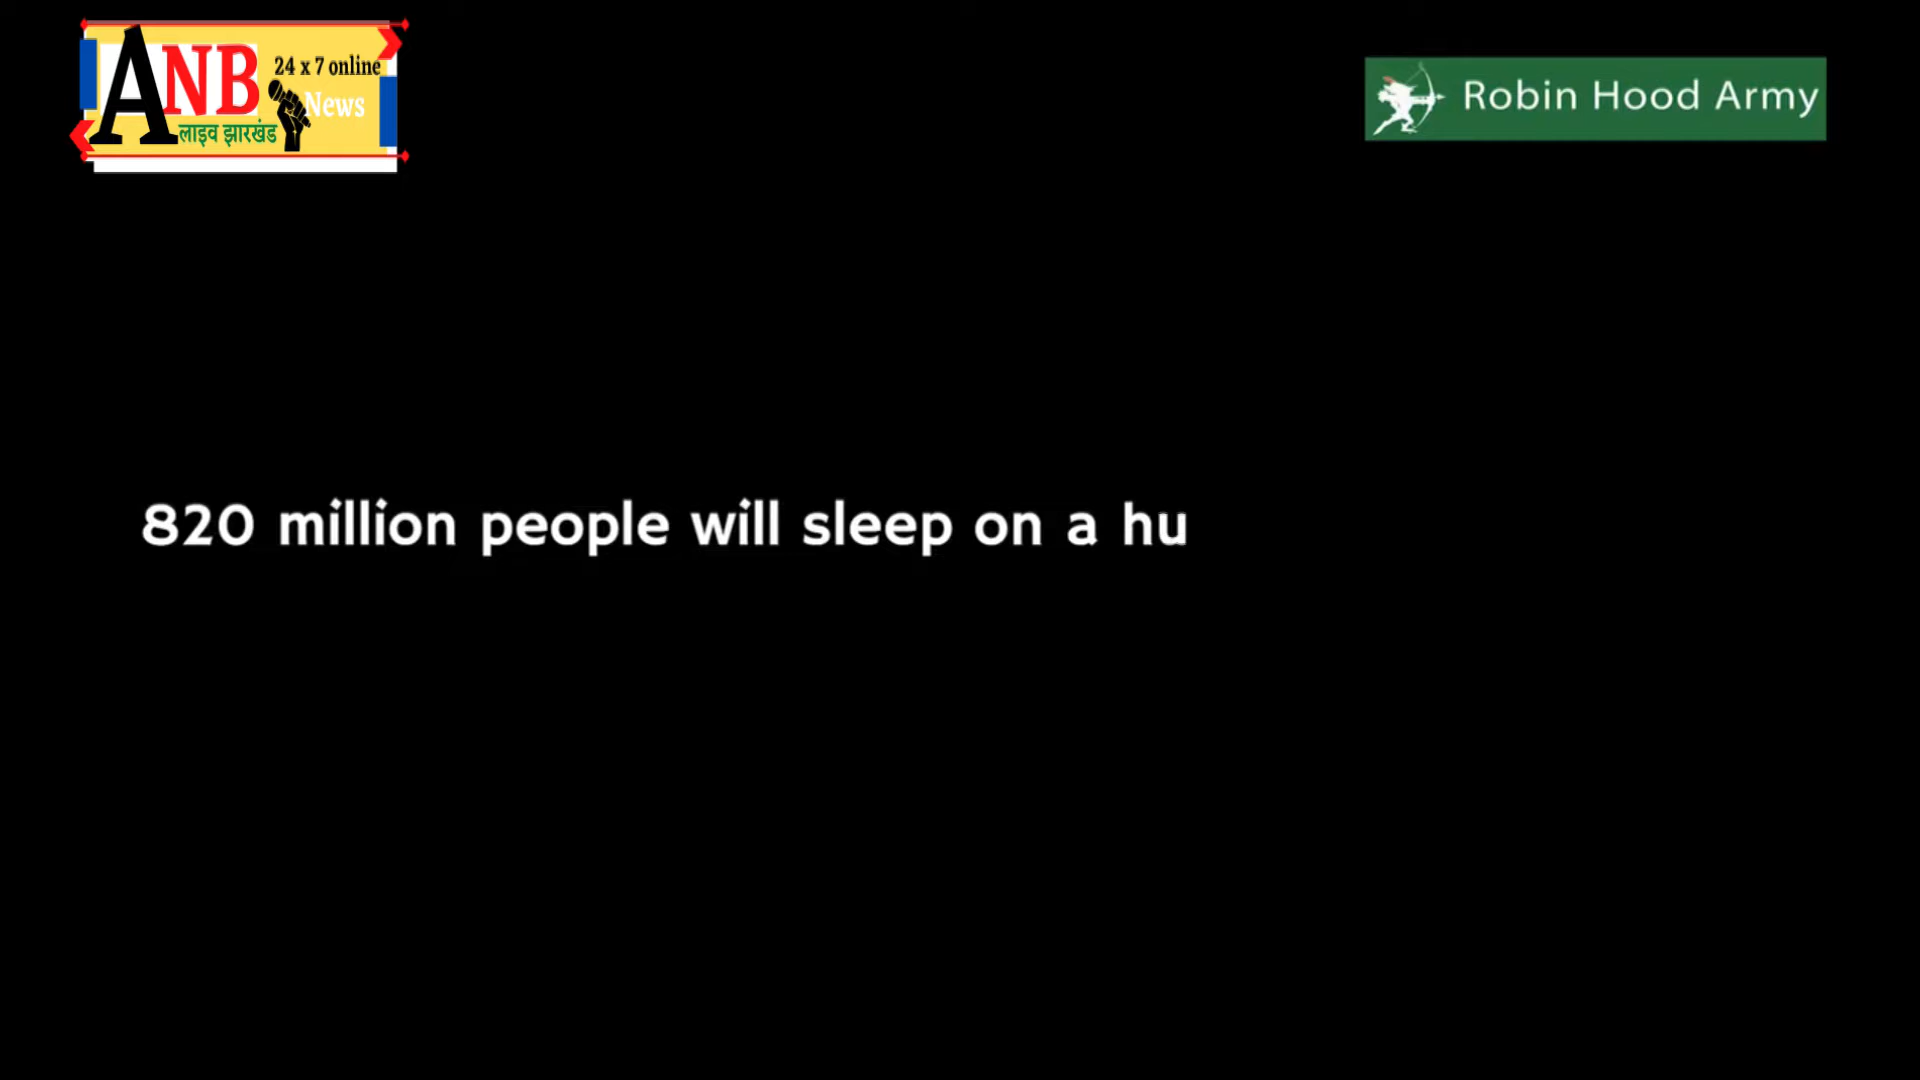 ANB
24 x 7 online
News
लाइव झारखंड
Robin Hood Army
820 million people will sleep on a hu